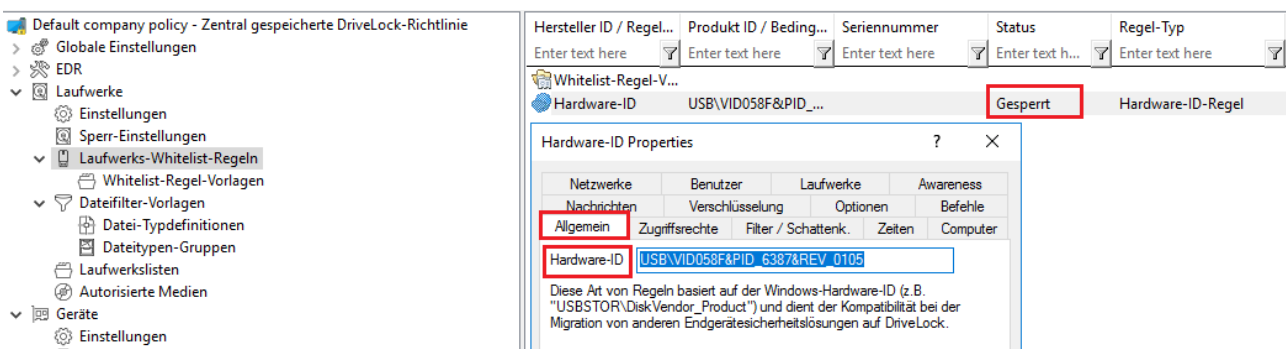 Default company policy - Zentral gespeicherte DriveLock-Richtlinie
Globale Einstellungen
EDR
Laufwerke
Einstellungen
Sperr-Einstellungen
Laufwerks-Whitelist-Regeln
Whitelist-Regel-Vorlagen
Dateifilter-Vorlagen
Datei-Typdefinitionen
Dateitypen-Gruppen
Laufwerkslisten
Autorisierte Medien
Geräte
Einstellungen
Hersteller ID / Regel... Produkt ID / Beding... Seriennummer Status Regel-Typ
Enter text here Enter text here Enter text here Enter text h... Enter text here
Whitelist-Regel-V...
Hardware-ID USB\VID058F&PID_... Gesperrt Hardware-ID-Regel
Hardware-ID Properties ? ×
Netzwerke Benutzer Laufwerke Awareness
Nachrichten Verschlüsselung Optionen Befehle
Allgemein Zugriffsrechte Filter / Schattenk. Zeiten Computer
Hardware-ID USB\VID058F&PID_6387&REV_0105
Diese Art von Regeln basiert auf der Windows-Hardware-ID (z.B.
"USBSTOR\DiskVendor_Product") und dient der Kompatibilität bei der
Migration von anderen Endgerätesicherheitslösungen auf DriveLock.